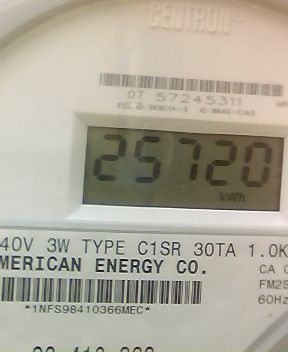 CENTRON
07 57245311
25720
kWh
40V 3W TYPE C1SR 30TA 1.0K
MERICAN ENERGY CO.
CA 0
FM2S
60Hz
*1NFS98410366MEC*